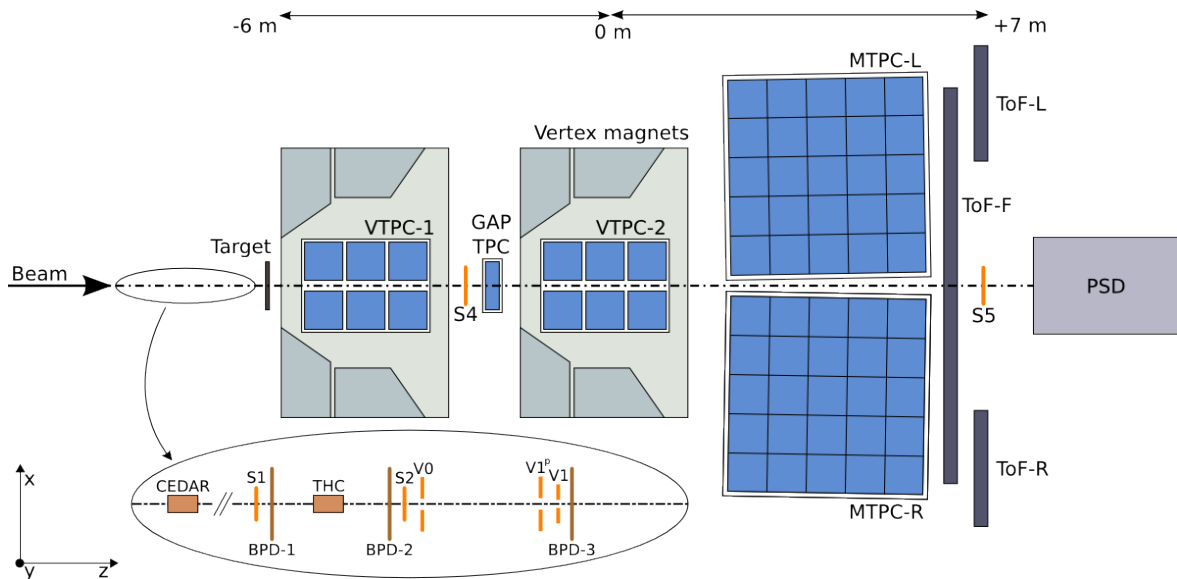 -6 m
0 m
+7 m
MTPC-L
ToF-L
Vertex magnets
ToF-F
VTPC-1
GAP
TPC
VTPC-2
Target
Beam
S4
S5
PSD
ToF-R
MTPC-R
x
y
z
CEDAR
S1
THC
S2
V0
V1ᵖ
V1
BPD-1
BPD-2
BPD-3